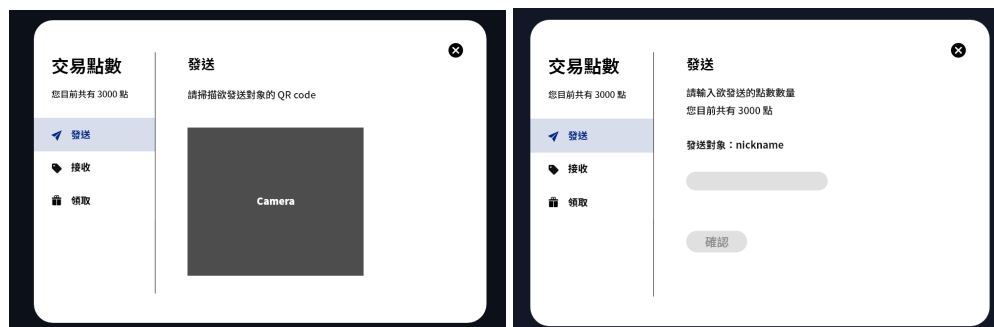 交易點數
您目前共有 3000 點
發送
接收
領取
發送
請掃描欲發送對象的 QR code
Camera
交易點數
您目前共有 3000 點
發送
接收
領取
發送
請輸入欲發送的點數數量
您目前共有 3000 點
發送對象：nickname
確認